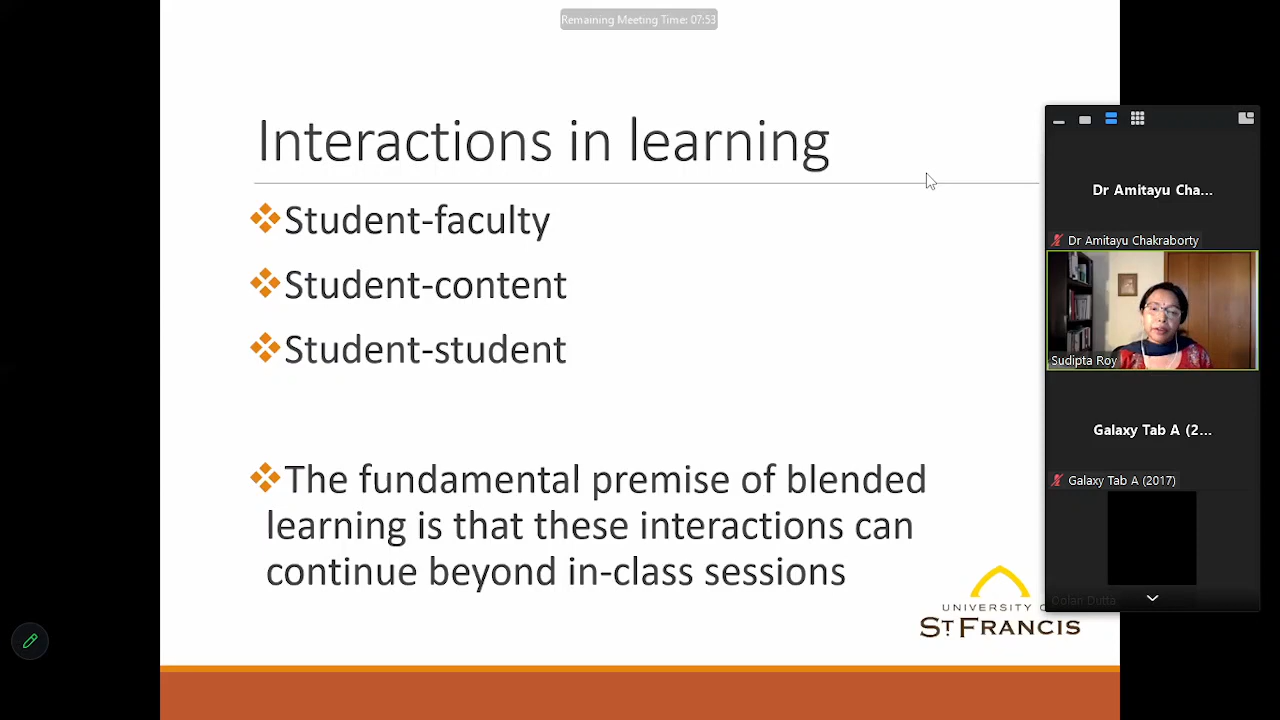 Remaining Meeting Time: 07:53
Interactions in learning
Student-faculty
Student-content
Student-student
The fundamental premise of blended
learning is that these interactions can
continue beyond in-class sessions
UNIVERSITY
ST FRANCIS
Dr Amitayu Cha...
Dr Amitayu Chakraborty
Sudipta Roy
Galaxy Tab A (2...
Galaxy Tab A (2017)
Dutta